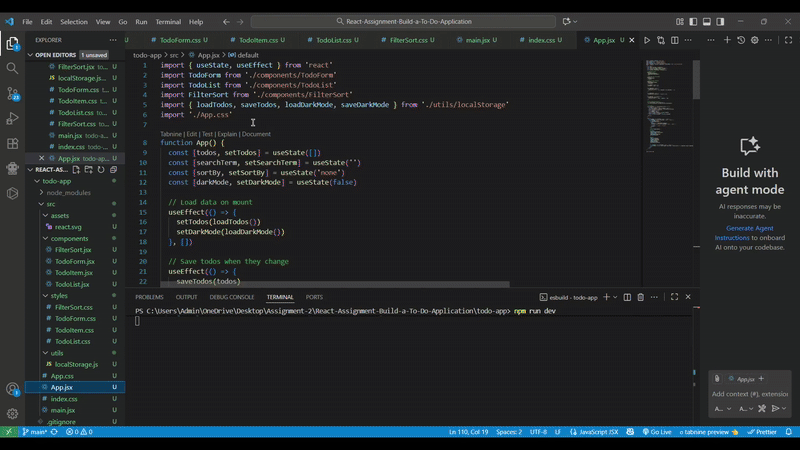 File Edit Selection View Go Run Terminal Help
React-Assignment-Build-a-To-Do-Application
EXPLORER
OPEN EDITORS 1 unsaved
FilterSort.jsx todo-... U
localStorage.js...
TodoForm.css... U
TodoItem.css... U
TodoList.css t... U
FilterSort.css t... U
main.jsx todo-a... U
index.css todo... U
App.jsx todo-ap... U
REACT-ASS...
todo-app
node_modules
src
assets
react.svg U
components
FilterSort.jsx U
TodoForm.jsx U
TodoItem.jsx U
TodoList.jsx U
styles
FilterSort.css U
TodoForm.css U
TodoItem.css U
TodoList.css U
utils
localStorage.js U
App.css U
App.jsx U
index.css U
main.jsx U
.gitignore U
TodoForm.css U TodoItem.css U TodoList.css U FilterSort.css U main.jsx U index.css U App.jsx U
todo-app > src > App.jsx > default
1 import { useState, useEffect } from 'react'
2 import TodoForm from './components/TodoForm'
3 import TodoList from './components/TodoList'
4 import FilterSort from './components/FilterSort'
5 import { loadTodos, saveTodos, loadDarkMode, saveDarkMode } from './utils/localStorage'
6 import './App.css'
7
Tabnine | Edit | Test | Explain | Document
8 function App() {
9 const [todos, setTodos] = useState([])
10 const [searchTerm, setSearchTerm] = useState('')
11 const [sortBy, setSortBy] = useState('none')
12 const [darkMode, setDarkMode] = useState(false)
13
14 // Load data on mount
15 useEffect(() => {
16 setTodos(loadTodos())
17 setDarkMode(loadDarkMode())
18 }, [])
19
20 // Save todos when they change
21 useEffect(() => {
22 saveTodos(todos)
PROBLEMS OUTPUT DEBUG CONSOLE TERMINAL PORTS
esbuild - todo-app
PS C:\Users\Admin\OneDrive\Desktop\Assignment-2\React-Assignment-Build-a-To-Do-Application\todo-app> npm run dev
Build with
agent mode
AI responses may be
inaccurate.
Generate Agent
Instructions to onboard
AI onto your codebase.
App.jsx
Add context (#), extension
A... A...
main* 0 0
Ln 110, Col 19 Spaces: 2 UTF-8 LF JavaScript JSX Go Live tabnine preview Prettier